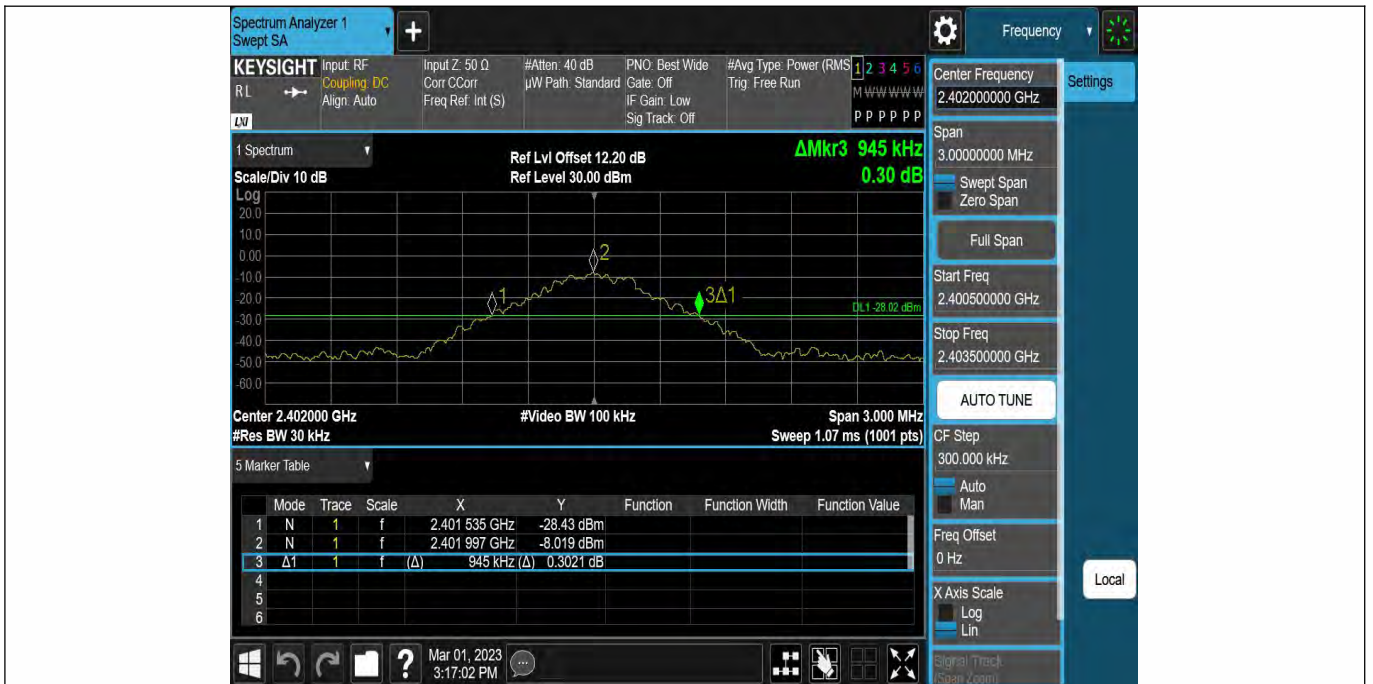 Spectrum Analyzer 1
Swept SA
+
Frequency
KEYSIGHT
RL
LXI
Input: RF
Coupling: DC
Align: Auto
Input Z: 50 Ω
Corr CCorr
Freq Ref: Int (S)
#Atten: 40 dB
µW Path: Standard
PNO: Best Wide
Gate: Off
IF Gain: Low
Sig Track: Off
#Avg Type: Power (RMS
Trig: Free Run
1 2 3 4 5 6
M W W W W W
P P P P P P
1 Spectrum
Scale/Div 10 dB
Ref Lvl Offset 12.20 dB
Ref Level 30.00 dBm
ΔMkr3 945 kHz
0.30 dB
Log
20.0
10.0
0.00
-10.0
-20.0
-30.0
-40.0
-50.0
-60.0
2
1
3Δ1
DL1 -28.02 dBm
Center 2.402000 GHz
#Video BW 100 kHz
Span 3.000 MHz
#Res BW 30 kHz
Sweep 1.07 ms (1001 pts)
5 Marker Table
Mode Trace Scale X Y Function Function Width Function Value
1 N 1 f 2.401 535 GHz -28.43 dBm
2 N 1 f 2.401 997 GHz -8.019 dBm
3 Δ1 1 f (Δ) 945 kHz (Δ) 0.3021 dB
4
5
6
?
Mar 01, 2023
3:17:02 PM
Center Frequency
2.402000000 GHz
Span
3.00000000 MHz
Swept Span
Zero Span
Full Span
Start Freq
2.400500000 GHz
Stop Freq
2.403500000 GHz
AUTO TUNE
CF Step
300.000 kHz
Auto
Man
Freq Offset
0 Hz
X Axis Scale
Log
Lin
Signal Track
(Span Zoom)
Settings
Local